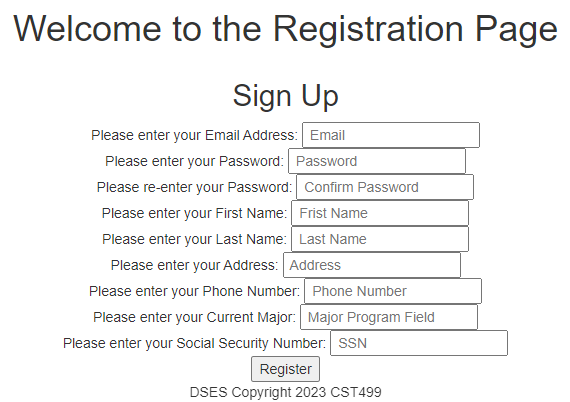 Welcome to the Registration Page
Sign Up
Please enter your Email Address: Email
Please enter your Password: Password
Please re-enter your Password: Confirm Password
Please enter your First Name: Frist Name
Please enter your Last Name: Last Name
Please enter your Address: Address
Please enter your Phone Number: Phone Number
Please enter your Current Major: Major Program Field
Please enter your Social Security Number: SSN
Register
DSES Copyright 2023 CST499